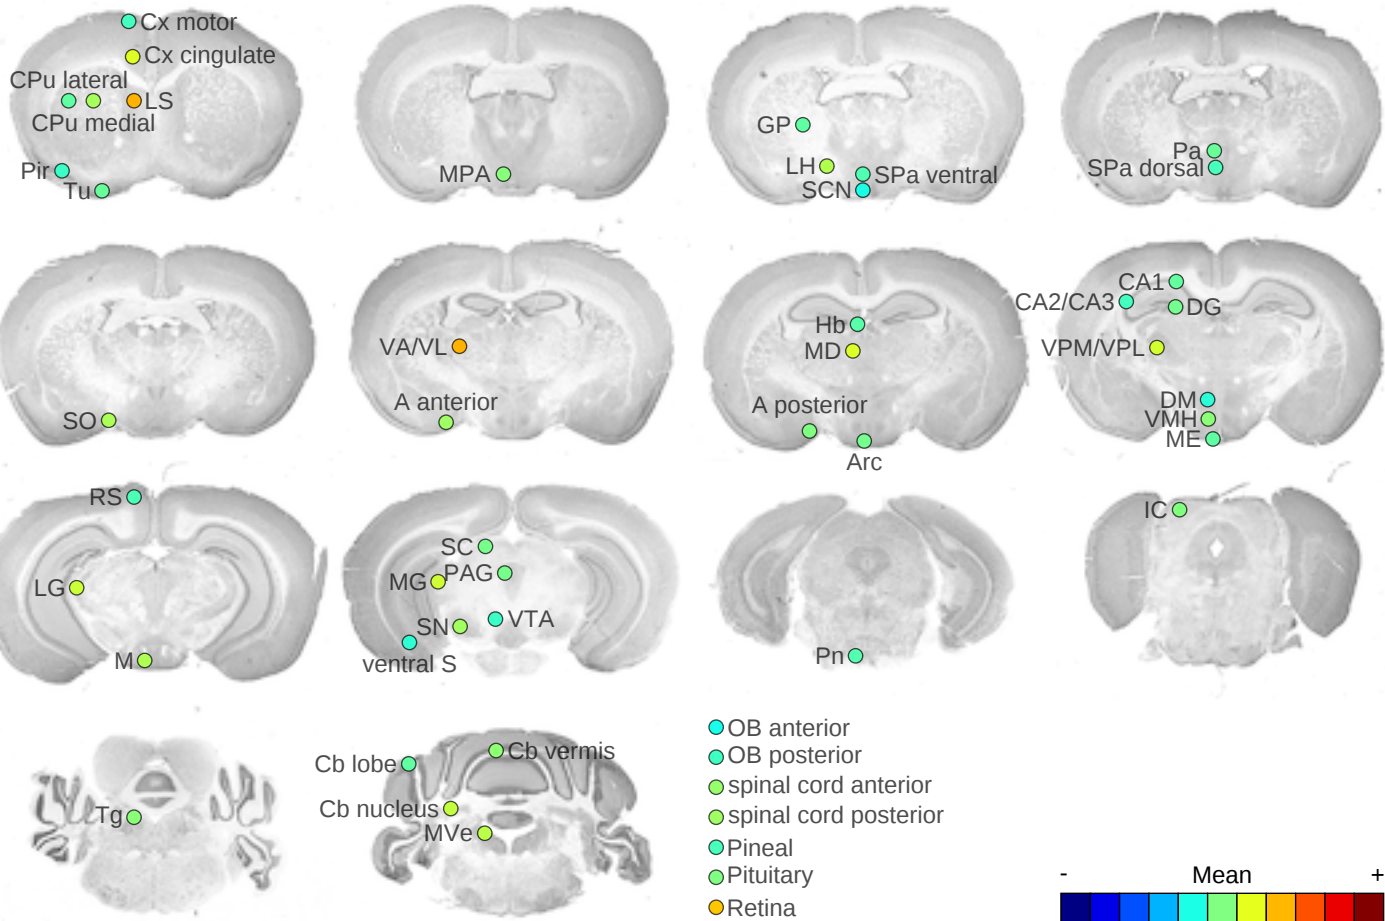 Cx motor
Cx cingulate
CPu lateral
LS
CPu medial
Pir
Tu
MPA
GP
LH
SPa ventral
SCN
Pa
SPa dorsal
SO
VA/VL
A anterior
Hb
MD
A posterior
Arc
CA1
CA2/CA3
DG
VPM/VPL
DM
VMH
ME
RS
LG
M
SC
PAG
MG
SN
VTA
ventral S
Pn
IC
Tg
Cb lobe
Cb vermis
Cb nucleus
MVe
OB anterior
OB posterior
spinal cord anterior
spinal cord posterior
Pineal
Pituitary
Retina
- Mean +